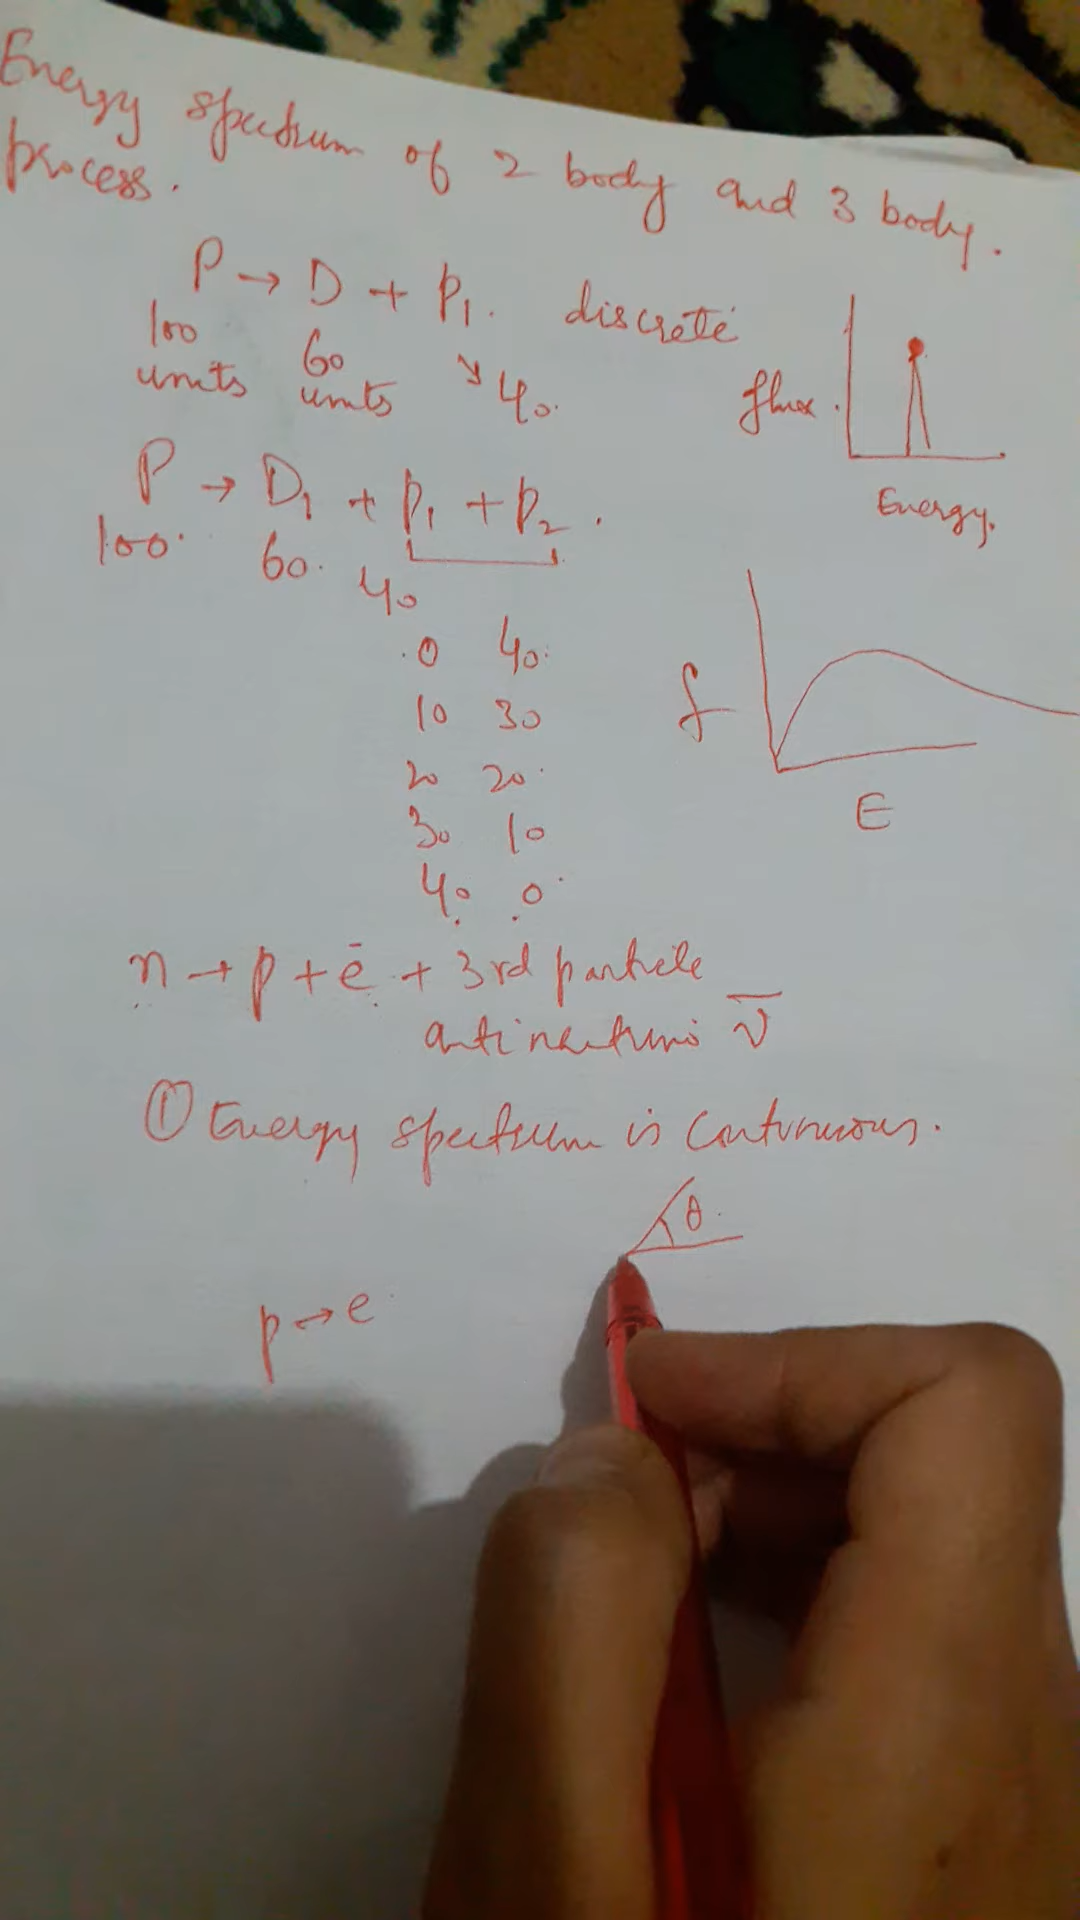 Energy spectrum of 2 body and 3 body.
process.
P → D + P₁. discrete
100 60 ↘ 40.
units units
flux.
Energy.
P → D₁ + P₁ + P₂.
100. 60. 40
0 40.
10 30
20 20.
30 10
40 0
f
E
n → p + ē + 3rd particle
antineutrino ν̅
① Energy spectrum is continuous.
θ.
p → e